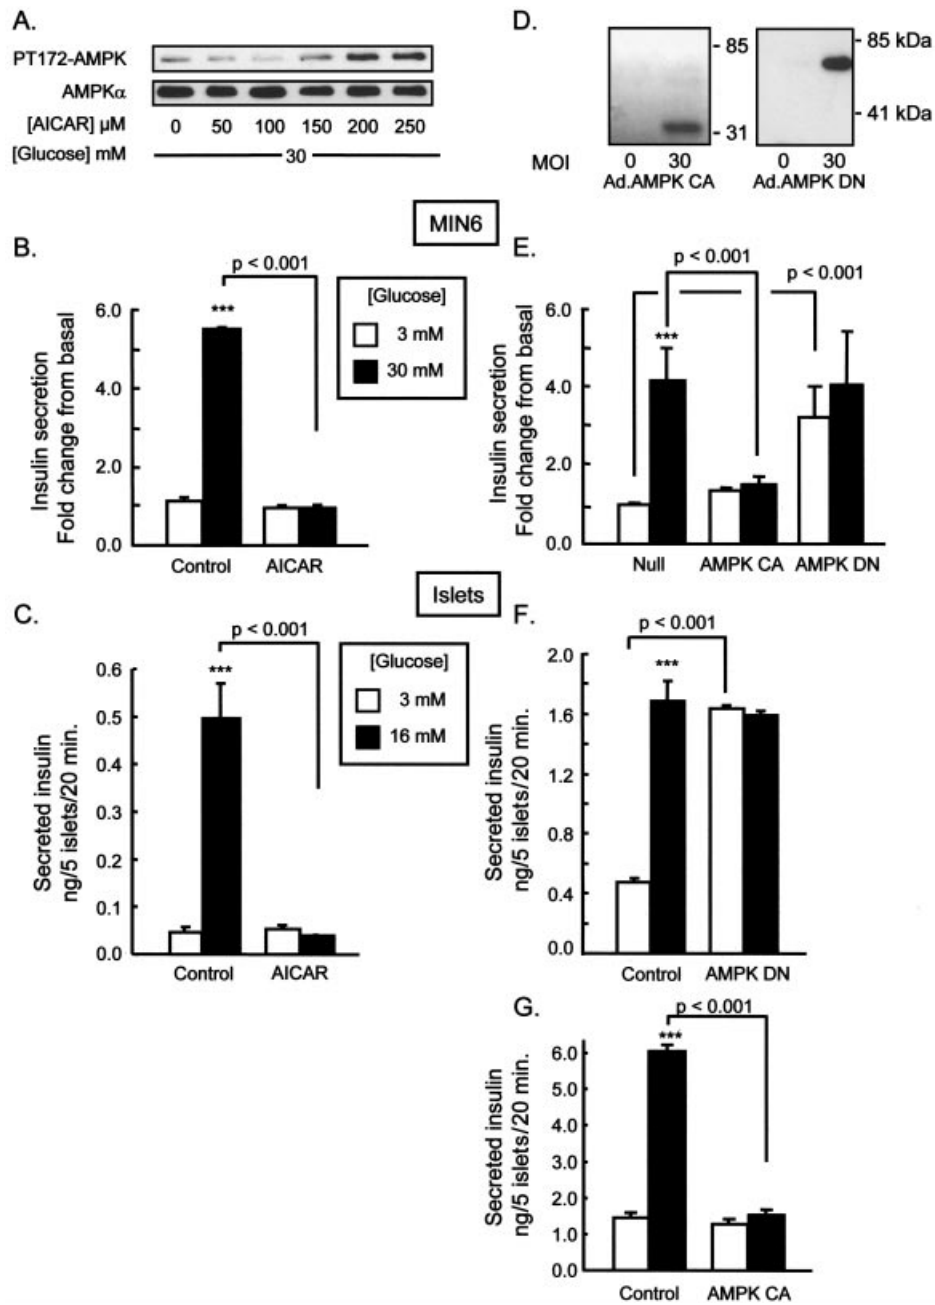 A.
PT172-AMPK
AMPKα
[AICAR] µM 0 50 100 150 200 250
[Glucose] mM 30
D.
- 85
- 31
- 85 kDa
- 41 kDa
MOI 0 30 0 30
Ad.AMPK CA Ad.AMPK DN
MIN6
B.
p < 0.001
[Glucose]
3 mM
30 mM
***
Insulin secretion
Fold change from basal
6.0
4.0
2.0
0.0
Control AICAR
E.
p < 0.001
p < 0.001
***
Insulin secretion
Fold change from basal
6.0
4.0
2.0
0.0
Null AMPK CA AMPK DN
Islets
C.
p < 0.001
[Glucose]
3 mM
16 mM
***
Secreted insulin
ng/5 islets/20 min.
0.6
0.5
0.4
0.3
0.2
0.1
0.0
Control AICAR
F.
p < 0.001
***
Secreted insulin
ng/5 islets/20 min.
2.0
1.6
1.2
0.8
0.4
0.0
Control AMPK DN
G.
p < 0.001
***
Secreted insulin
ng/5 islets/20 min.
6.0
5.0
4.0
3.0
2.0
1.0
0.0
Control AMPK CA